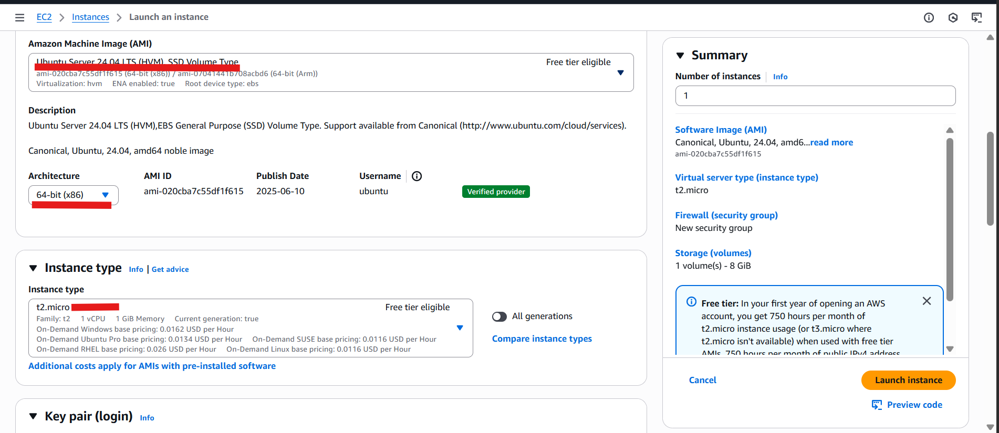 EC2 > Instances > Launch an instance
Amazon Machine Image (AMI)
Ubuntu Server 24.04 LTS (HVM), SSD Volume Type
Free tier eligible
ami-020cba7c55df1f615 (64-bit (x86)) / ami-07041441b708acbd6 (64-bit (Arm))
Virtualization: hvm ENA enabled: true Root device type: ebs
Description
Ubuntu Server 24.04 LTS (HVM),EBS General Purpose (SSD) Volume Type. Support available from Canonical (http://www.ubuntu.com/cloud/services).
Canonical, Ubuntu, 24.04, amd64 noble image
Architecture AMI ID Publish Date Username
64-bit (x86) ami-020cba7c55df1f615 2025-06-10 ubuntu Verified provider
Instance type Info | Get advice
Instance type
t2.micro Free tier eligible
Family: t2 1 vCPU 1 GiB Memory Current generation: true
On-Demand Windows base pricing: 0.0162 USD per Hour
On-Demand Ubuntu Pro base pricing: 0.0134 USD per Hour On-Demand SUSE base pricing: 0.0116 USD per Hour
On-Demand RHEL base pricing: 0.026 USD per Hour On-Demand Linux base pricing: 0.0116 USD per Hour
All generations
Compare instance types
Additional costs apply for AMIs with pre-installed software
Key pair (login) Info
Summary
Number of instances Info
1
Software Image (AMI)
Canonical, Ubuntu, 24.04, amd6...read more
ami-020cba7c55df1f615
Virtual server type (instance type)
t2.micro
Firewall (security group)
New security group
Storage (volumes)
1 volume(s) - 8 GiB
Free tier: In your first year of opening an AWS
account, you get 750 hours per month of
t2.micro instance usage (or t3.micro where
t2.micro isn't available) when used with free tier
AMIs, 750 hours per month of public IPv4 address
Cancel
Launch instance
Preview code